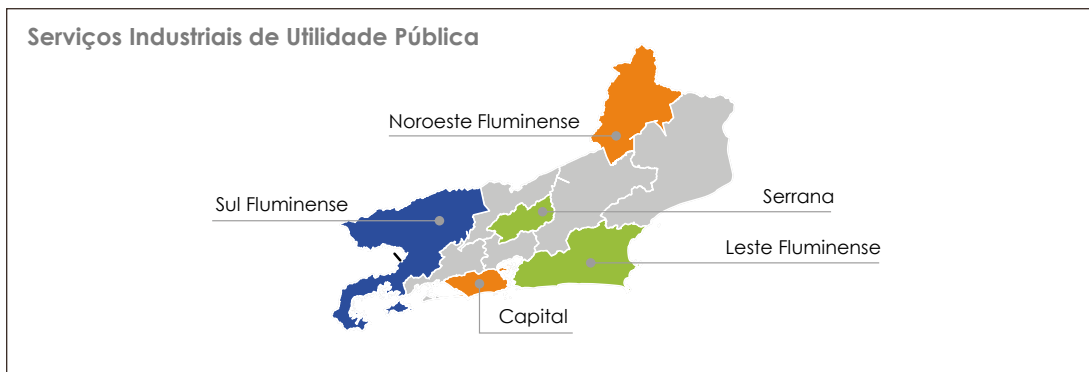 Serviços Industriais de Utilidade Pública
Noroeste Fluminense
Sul Fluminense
Serrana
Leste Fluminense
Capital